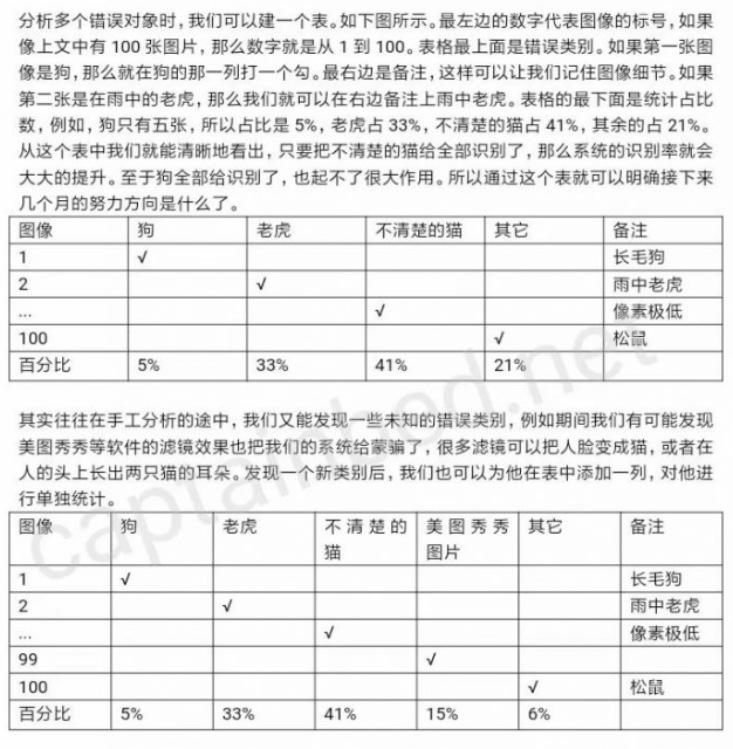 分析多个错误对象时，我们可以建一个表。如下图所示。最左边的数字代表图像的标号，如果
像上文中有 100 张图片，那么数字就是从 1 到 100。表格最上面是错误类别。如果第一张图
像是狗，那么就在狗的那一列打一个勾。最右边是备注，这样可以让我们记住图像细节。如果
第二张是在雨中的老虎，那么我们就可以在右边备注上雨中老虎。表格的最下面是统计占比
数，例如，狗只有五张，所以占比是 5%，老虎占 33%，不清楚的猫占 41%，其余的占 21%。
从这个表中我们就能清晰地看出，只要把不清楚的猫给全部识别了，那么系统的识别率就会
大大的提升。至于狗全部给识别了，也起不了很大作用。所以通过这个表就可以明确接下来
几个月的努力方向是什么了。
图像 狗 老虎 不清楚的猫 其它 备注
1 √ 长毛狗
2 √ 雨中老虎
... √ 像素极低
100 √ 松鼠
百分比 5% 33% 41% 21%
其实往往在手工分析的途中，我们又能发现一些未知的错误类别，例如期间我们有可能发现
美图秀秀等软件的滤镜效果也把我们的系统给蒙骗了，很多滤镜可以把人脸变成猫，或者在
人的头上长出两只猫的耳朵。发现一个新类别后，我们也可以为他在表中添加一列，对他进
行单独统计。
图像 狗 老虎 不清楚的 美图秀秀 其它 备注
猫 图片
1 √ 长毛狗
2 √ 雨中老虎
... √ 像素极低
99 √
100 √ 松鼠
百分比 5% 33% 41% 15% 6%
captainbed.net